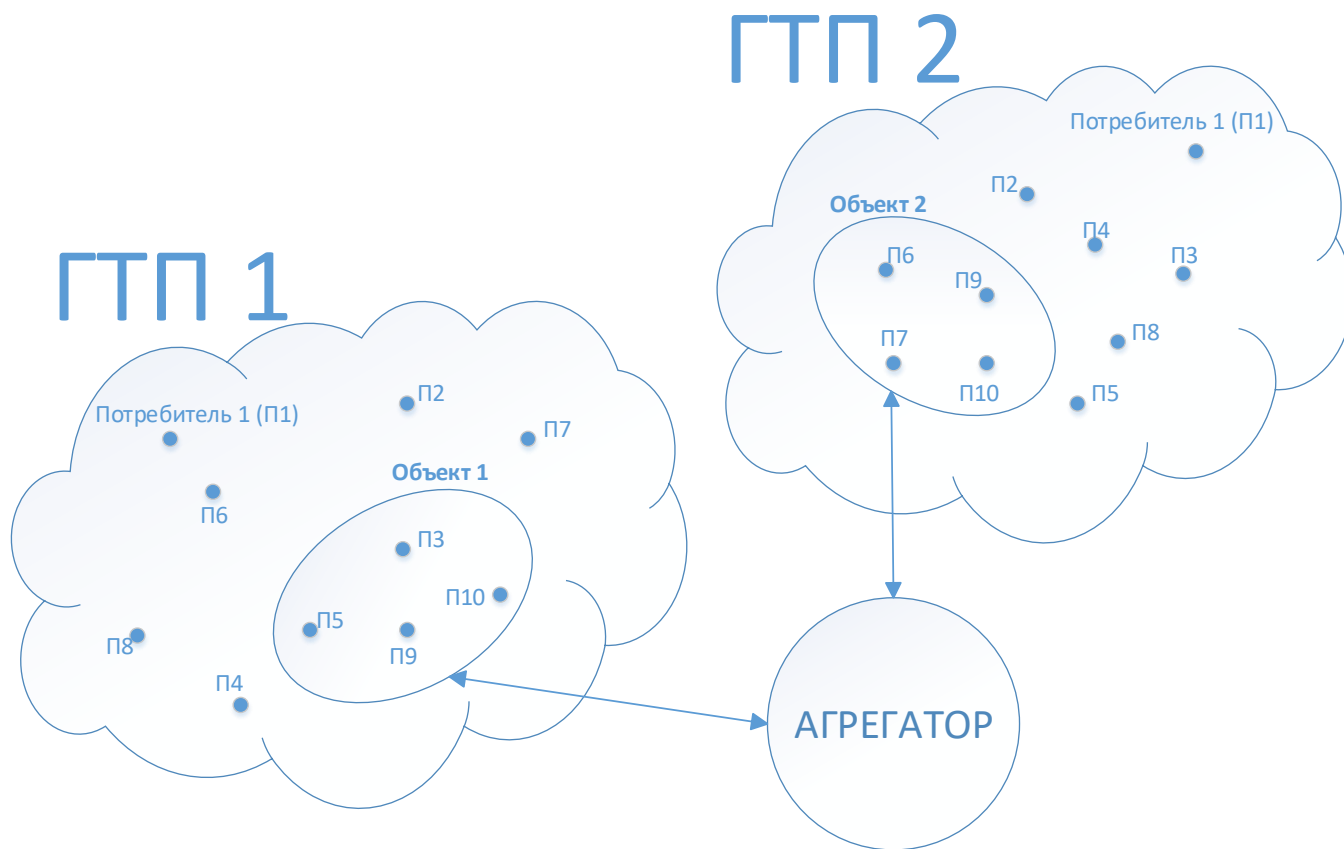 ГТП 2
Потребитель 1 (П1)
П2
Объект 2
П4
П6
П3
П9
П8
П7
П10
П5
ГТП 1
П2
Потребитель 1 (П1)
П7
Объект 1
П6
П3
П10
П5
П8
П9
П4
АГРЕГАТОР